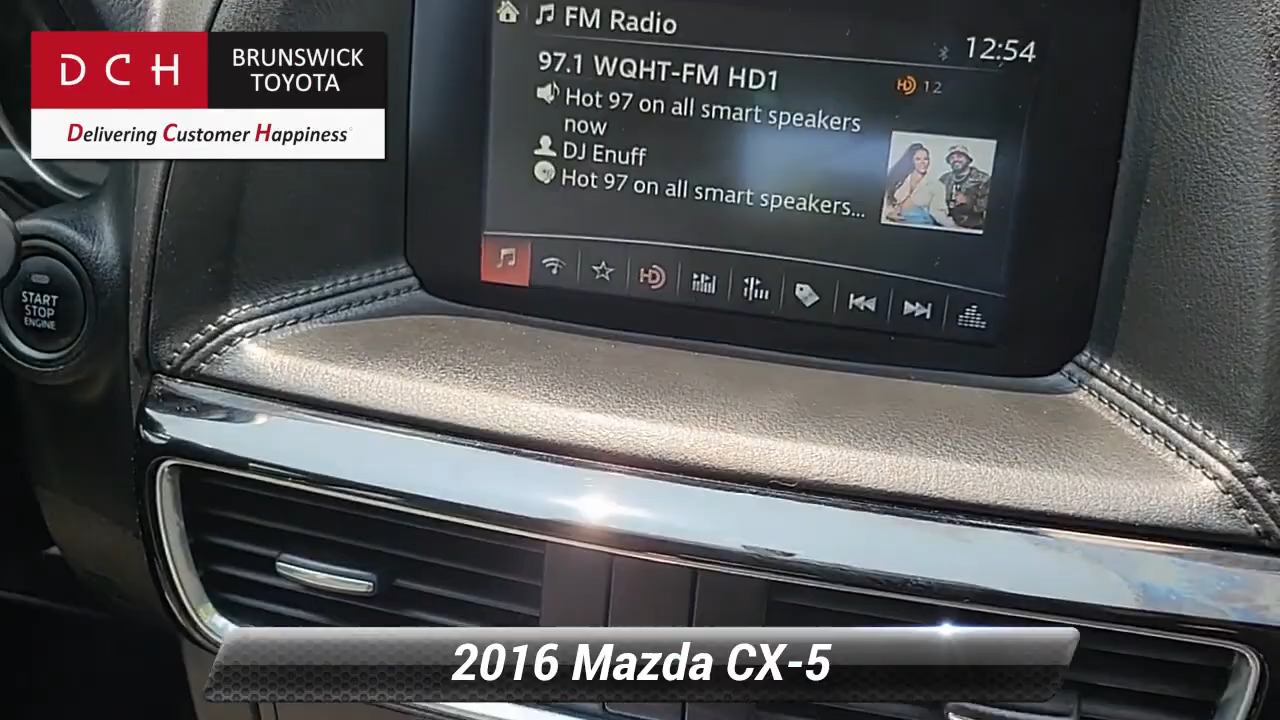 D C H
BRUNSWICK
TOYOTA
Delivering Customer Happiness
FM Radio
12:54
97.1 WQHT-FM HD1
HD 12
Hot 97 on all smart speakers
now
DJ Enuff
Hot 97 on all smart speakers...
HD
START
STOP
ENGINE
2016 Mazda CX-5